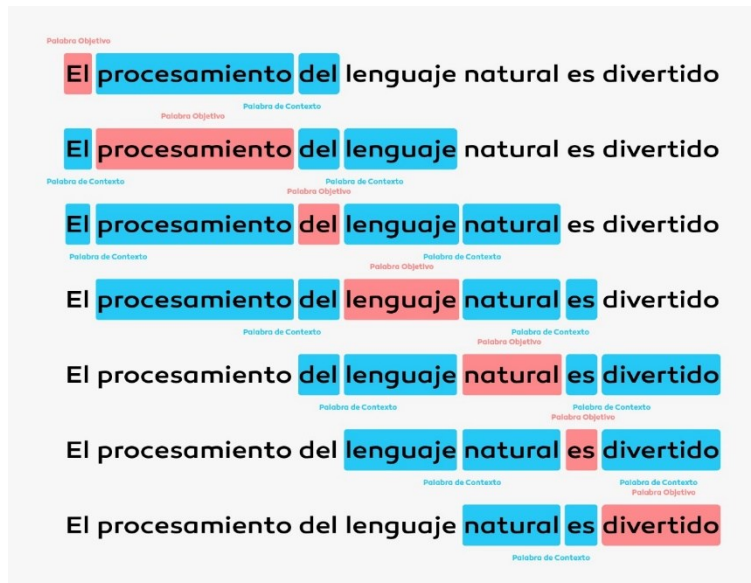 Palabra Objetivo
El procesamiento del lenguaje natural es divertido
Palabra de Contexto
Palabra Objetivo
El procesamiento del lenguaje natural es divertido
Palabra de Contexto Palabra de Contexto
Palabra Objetivo
El procesamiento del lenguaje natural es divertido
Palabra de Contexto Palabra de Contexto
Palabra Objetivo
El procesamiento del lenguaje natural es divertido
Palabra de Contexto Palabra de Contexto
Palabra Objetivo
El procesamiento del lenguaje natural es divertido
Palabra de Contexto Palabra de Contexto
Palabra Objetivo
El procesamiento del lenguaje natural es divertido
Palabra de Contexto Palabra de Contexto
Palabra Objetivo
El procesamiento del lenguaje natural es divertido
Palabra de Contexto